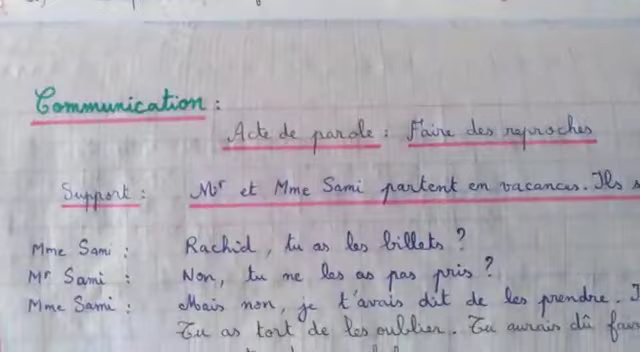 Communication :
Acte de parole : Faire des reproches
Support : Mr et Mme Sami partent en vacances. Ils
Mme Sami : Rachid, tu as les billets ?
Mr Sami : Non, tu ne les as pas pris ?
Mme Sami : Mais non, je t'avais dit de les prendre.
Tu as tort de les oublier. Tu aurais dû